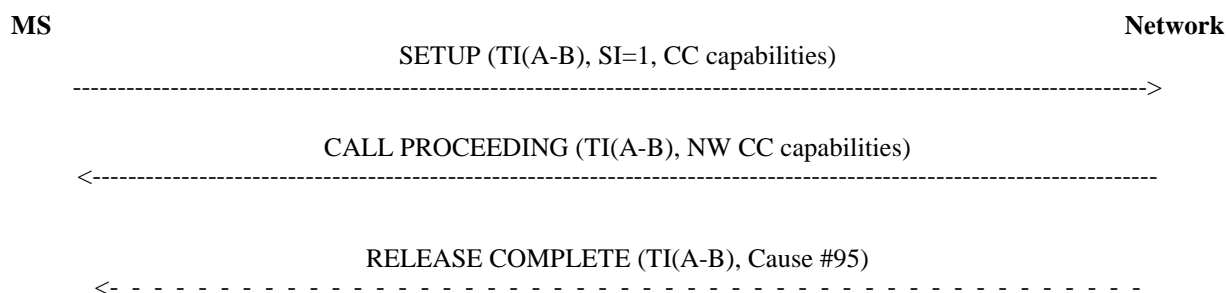 MS Network
SETUP (TI(A-B), SI=1, CC capabilities)
CALL PROCEEDING (TI(A-B), NW CC capabilities)
RELEASE COMPLETE (TI(A-B), Cause #95)